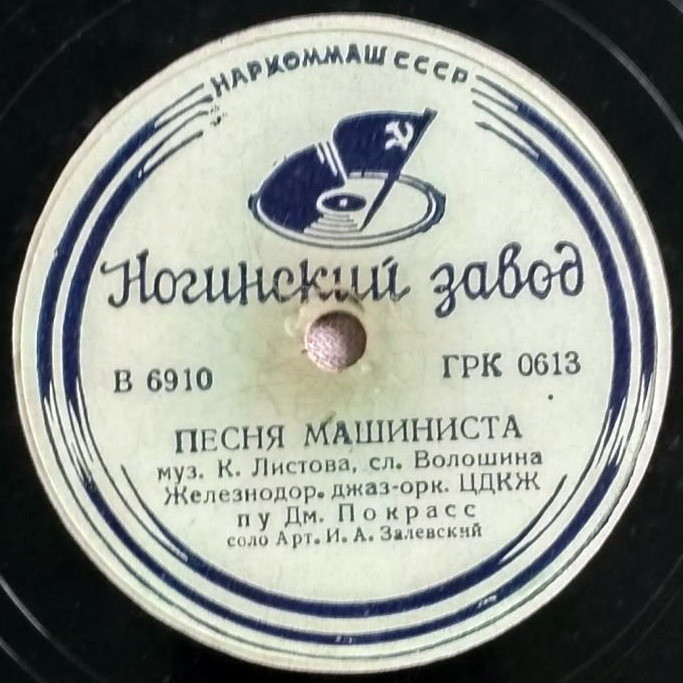 НАРКОММАШ СССР
Ногинский завод
В 6910 ГРК 0613
ПЕСНЯ МАШИНИСТА
муз. К. Листова, сл. Волошина
Железнодор. джаз-орк. ЦДКЖ
пу Дм. Покрасс
соло Арт. И. А. Залевский